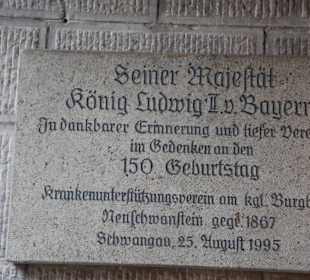 Seiner Majestät
König Ludwig II. v. Bayern
In dankbarer Erinnerung und tiefer
im Gedenken an den
150 Geburtstag
Krankenunterstützungsverein am kgl.
Neuschwanstein gegr. 1867
Schwangau, 25. August 1995